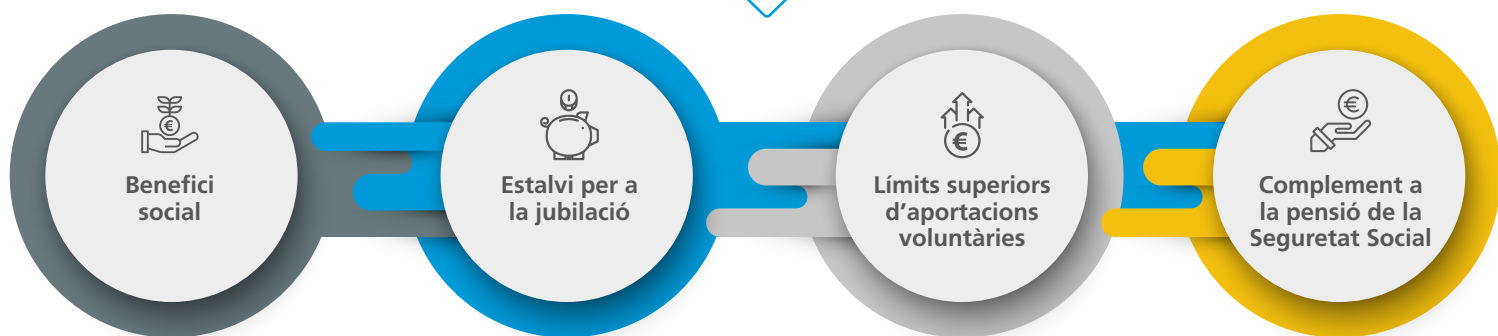 Benefici
social
Estalvi per a
la jubilació
Límits superiors
d’aportacions
voluntàries
Complement a
la pensió de la
Seguretat Social